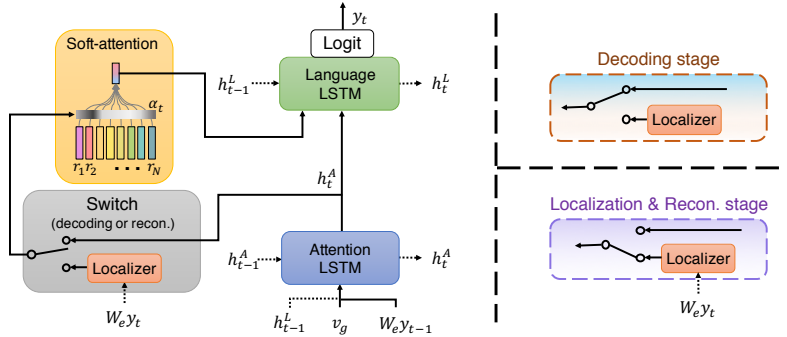 y_t
Logit
Soft-attention
Language
LSTM
h^L_{t-1}
h^L_t
α_t
r_1 r_2 ... r_N
h^A_t
Switch
(decoding or recon.)
Localizer
W_e y_t
Attention
LSTM
h^A_{t-1}
h^A_t
h^L_{t-1}
v_g
W_e y_{t-1}
Decoding stage
Localizer
Localization & Recon. stage
Localizer
W_e y_t